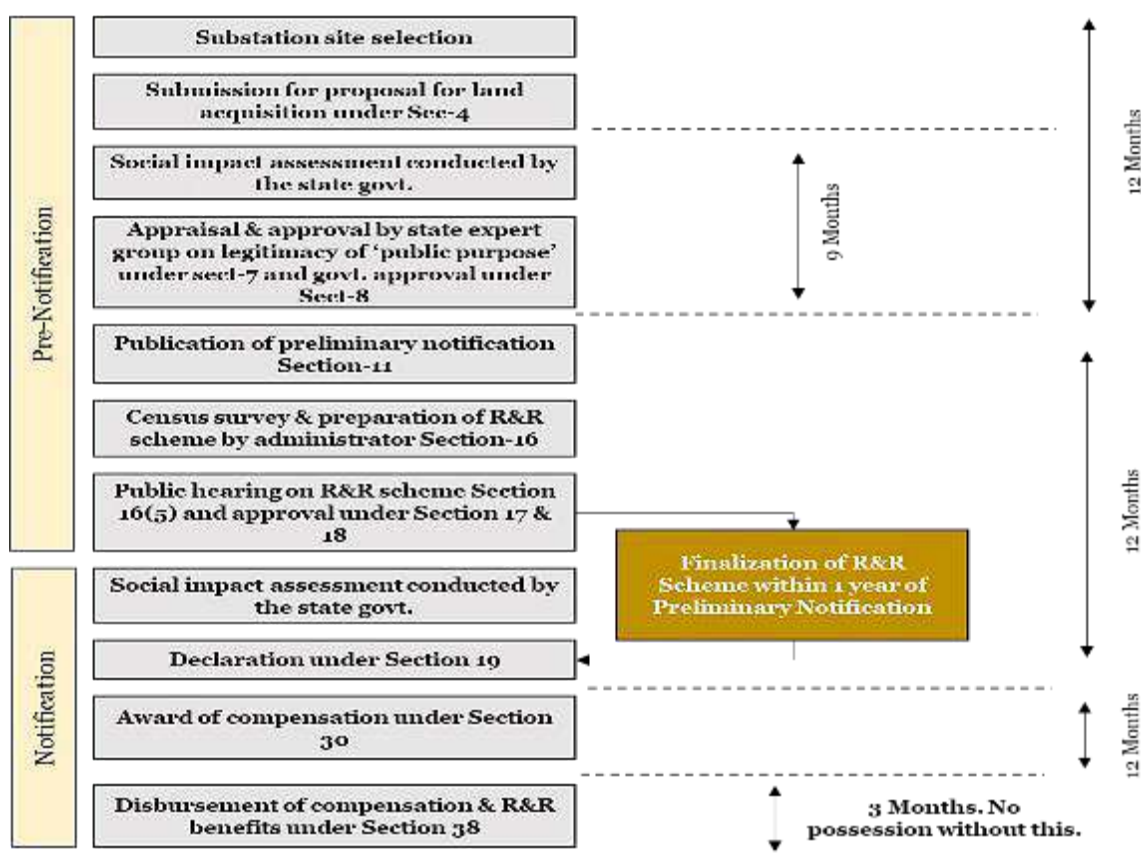 Pre-Notification
Substation site selection
Submission for proposal for land
acquisition under Sec-4
Social impact assessment conducted by
the state govt.
Appraisal & approval by state expert
group on legitimacy of ‘public purpose’
under sect-7 and govt. approval under
Sect-8
Publication of preliminary notification
Section-11
Census survey & preparation of R&R
scheme by administrator Section-16
Public hearing on R&R scheme Section
16(5) and approval under Section 17 &
18
9 Months
12 Months
Finalization of R&R
Scheme within 1 year of
Preliminary Notification
12 Months
Notification
Social impact assessment conducted by
the state govt.
Declaration under Section 19
Award of compensation under Section
30
12 Months
Disbursement of compensation & R&R
benefits under Section 38
3 Months. No
possession without this.